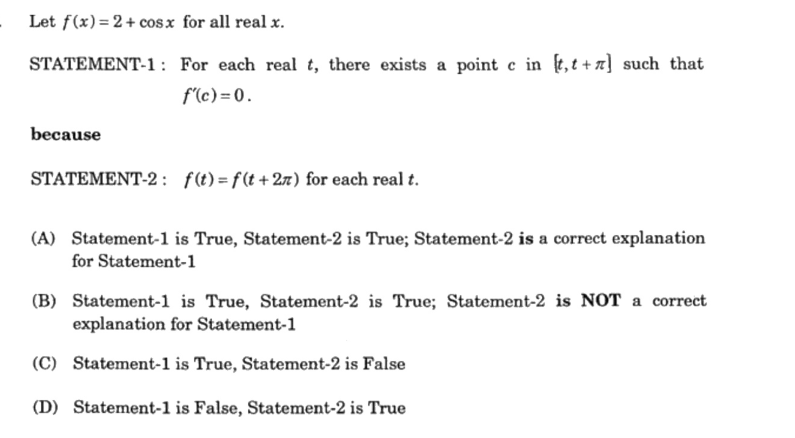 Let f(x) = 2 + cos x for all real x.
STATEMENT-1 : For each real t, there exists a point c in [t, t + π] such that
f'(c) = 0.
because
STATEMENT-2 : f(t) = f(t + 2π) for each real t.
(A) Statement-1 is True, Statement-2 is True; Statement-2 is a correct explanation
for Statement-1
(B) Statement-1 is True, Statement-2 is True; Statement-2 is NOT a correct
explanation for Statement-1
(C) Statement-1 is True, Statement-2 is False
(D) Statement-1 is False, Statement-2 is True